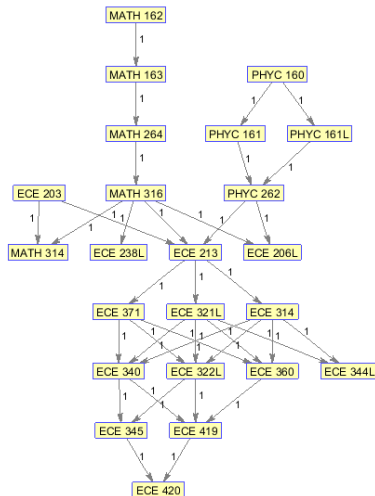 MATH 162
1
MATH 163
PHYC 160
1
1
1
MATH 264
PHYC 161
PHYC 161L
1
1
1
ECE 203
MATH 316
PHYC 262
1
1
1
1
1
1
1
1
MATH 314
ECE 238L
ECE 213
ECE 206L
1
1
1
ECE 371
ECE 321L
ECE 314
1
1
1
1
1
1
1
1
1
1
ECE 340
ECE 322L
ECE 360
ECE 344L
1
1
1
1
1
ECE 345
ECE 419
1
1
ECE 420